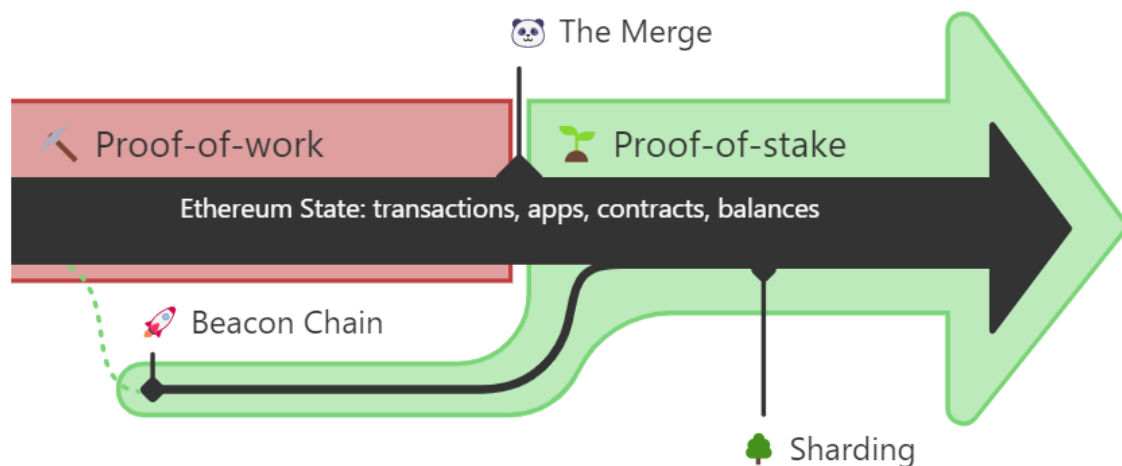 The Merge
Proof-of-work
Proof-of-stake
Ethereum State: transactions, apps, contracts, balances
Beacon Chain
Sharding